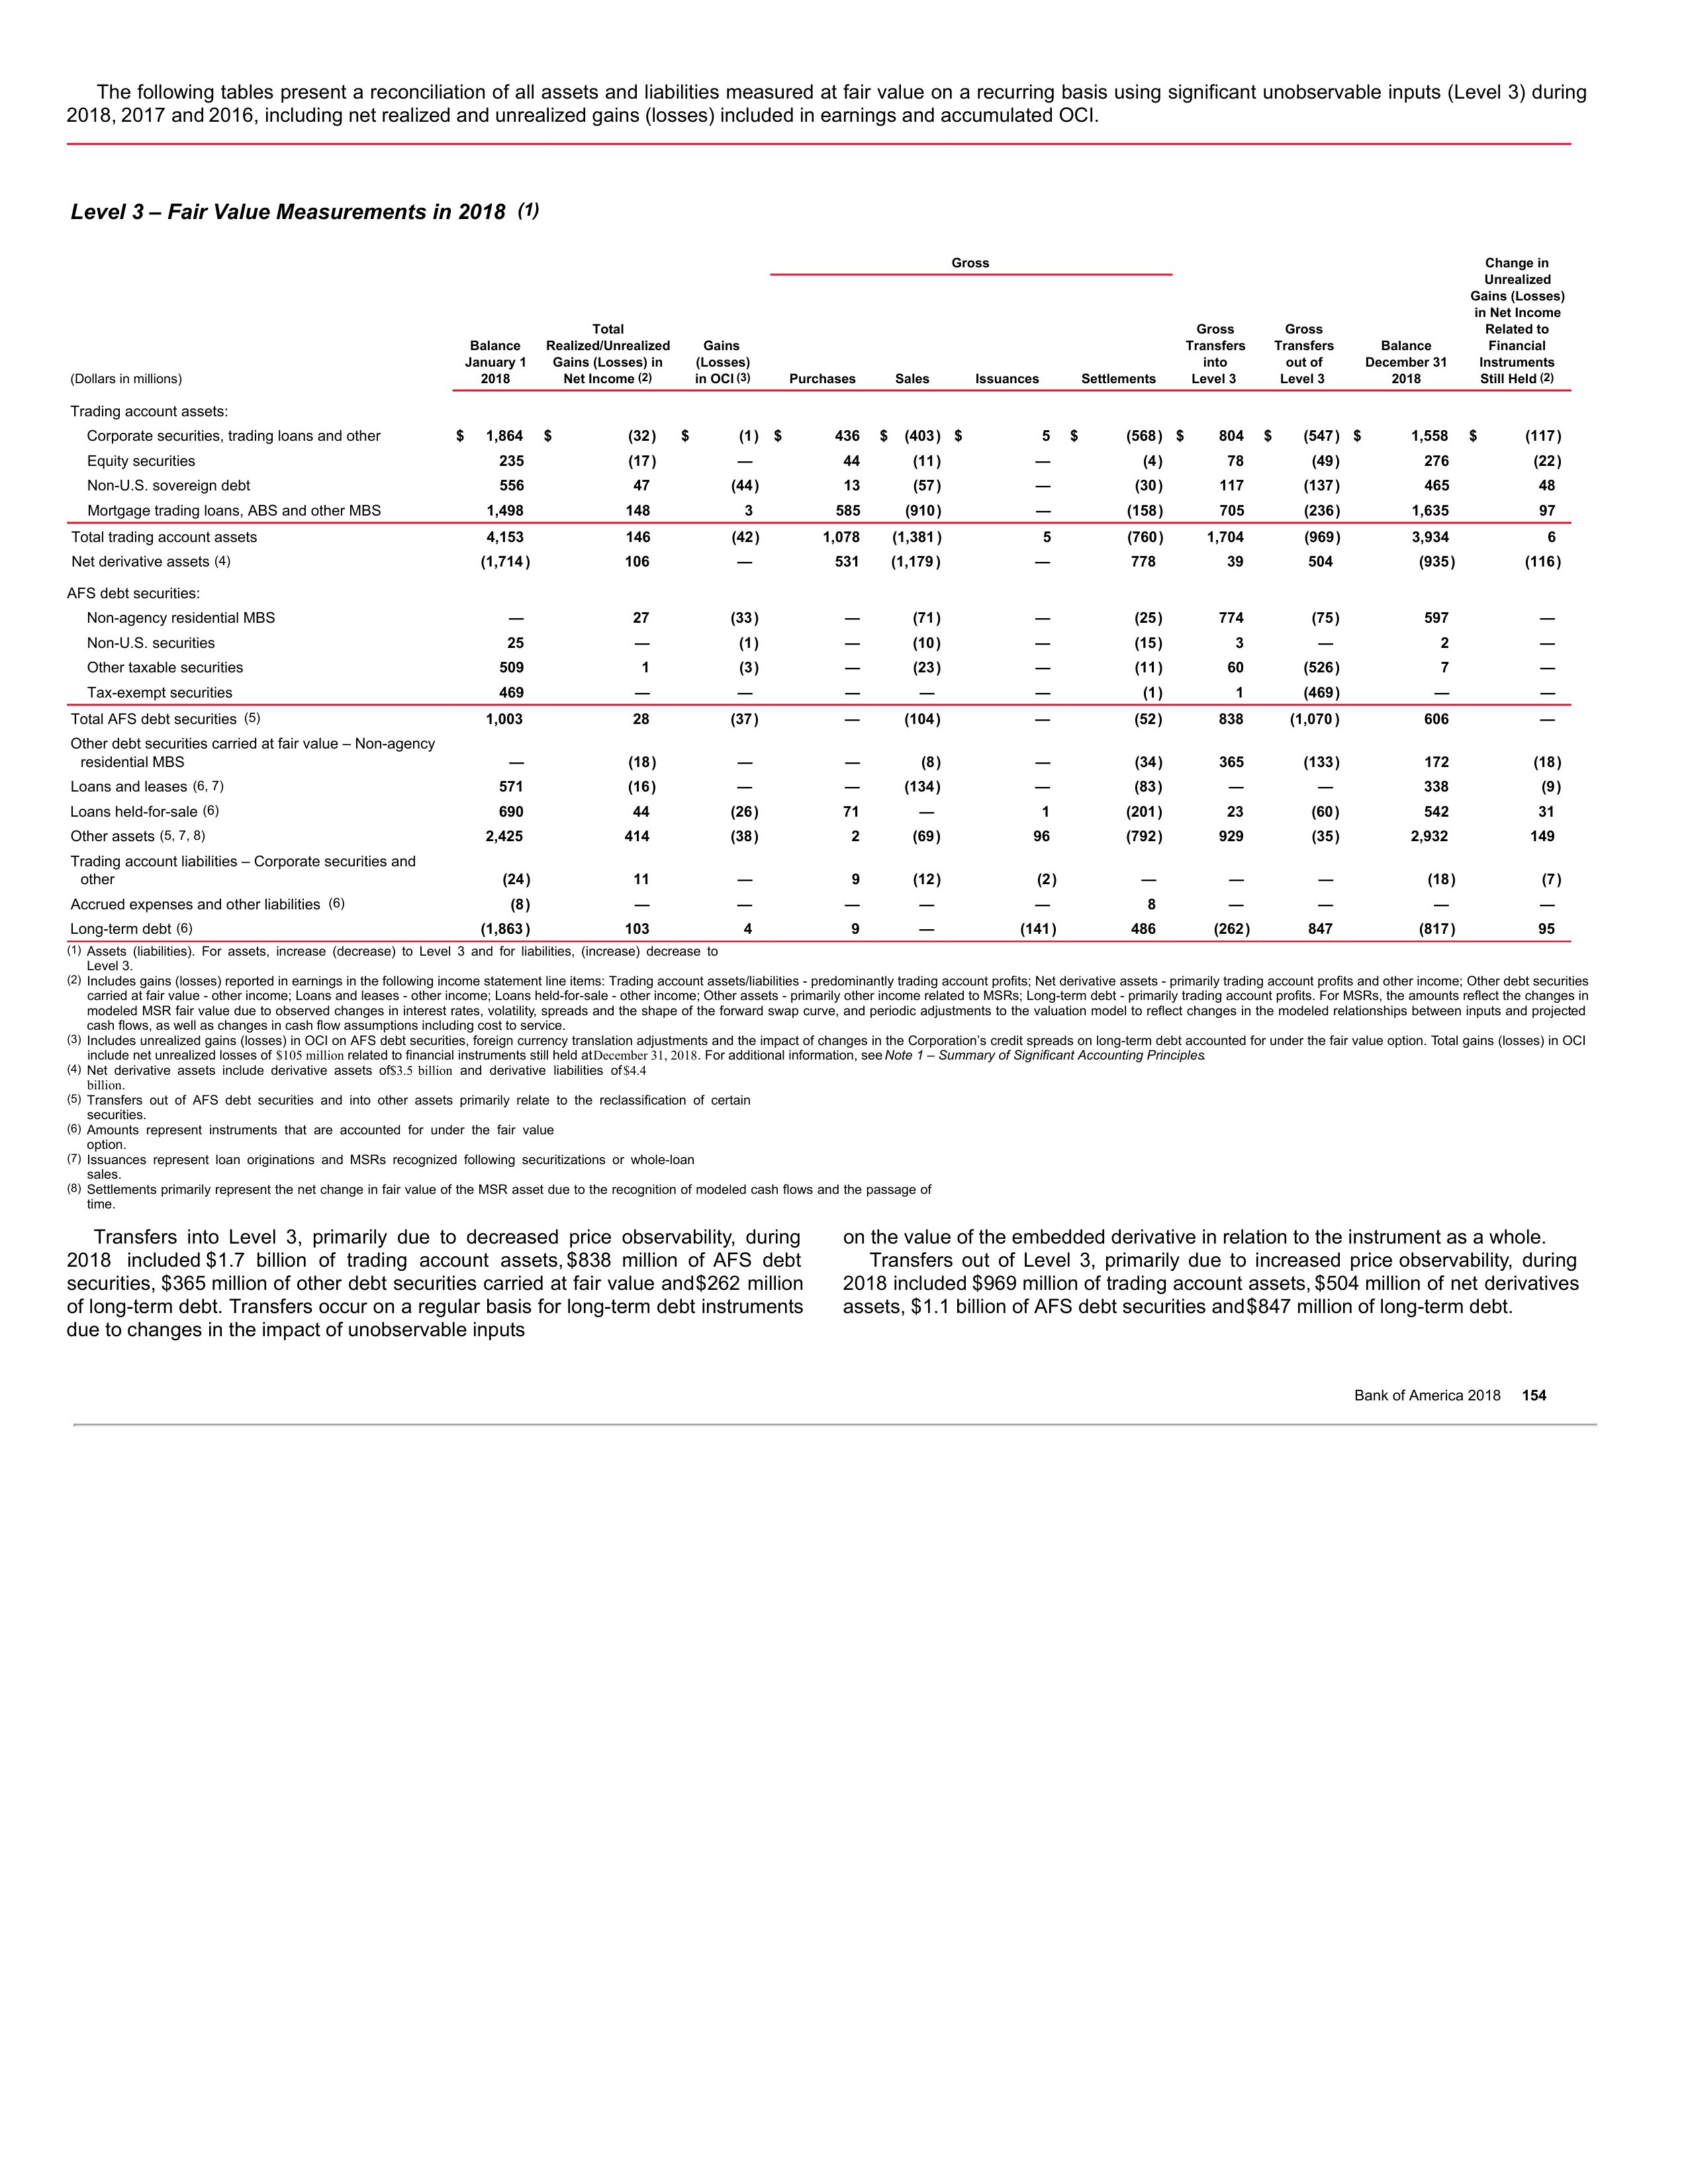 The following tables present a reconciliation of all assets and liabilities measured at fair value on a recurring basis using significant unobservable inputs (Level 3) during
2018, 2017 and 2016, including net realized and unrealized gains (losses) included in earnings and accumulated OCI.
Level 3 – Fair Value Measurements in 2018 (1)
Gross
(Dollars in millions) Balance January 1 2018 Total Realized/Unrealized Gains (Losses) in Net Income (2) Gains (Losses) in OCI (3) Purchases Sales Issuances Settlements Gross Transfers into Level 3 Gross Transfers out of Level 3 Balance December 31 2018 Change in Unrealized Gains (Losses) in Net Income Related to Financial Instruments Still Held (2)
Trading account assets:
Corporate securities, trading loans and other $ 1,864 $ (32) $ (1) $ 436 $ (403) $ 5 $ (568) $ 804 $ (547) $ 1,558 $ (117)
Equity securities 235 (17) — 44 (11) — (4) 78 (49) 276 (22)
Non-U.S. sovereign debt 556 47 (44) 13 (57) — (30) 117 (137) 465 48
Mortgage trading loans, ABS and other MBS 1,498 148 3 585 (910) — (158) 705 (236) 1,635 97
Total trading account assets 4,153 146 (42) 1,078 (1,381) 5 (760) 1,704 (969) 3,934 6
Net derivative assets (4) (1,714) 106 — 531 (1,179) — 778 39 504 (935) (116)
AFS debt securities:
Non-agency residential MBS — 27 (33) — (71) — (25) 774 (75) 597 —
Non-U.S. securities 25 — (1) — (10) — (15) 3 — 2 —
Other taxable securities 509 1 (3) — (23) — (11) 60 (526) 7 —
Tax-exempt securities 469 — — — — — (1) 1 (469) — —
Total AFS debt securities (5) 1,003 28 (37) — (104) — (52) 838 (1,070) 606 —
Other debt securities carried at fair value – Non-agency
residential MBS — (18) — — (8) — (34) 365 (133) 172 (18)
Loans and leases (6, 7) 571 (16) — — (134) — (83) — — 338 (9)
Loans held-for-sale (6) 690 44 (26) 71 — 1 (201) 23 (60) 542 31
Other assets (5, 7, 8) 2,425 414 (38) 2 (69) 96 (792) 929 (35) 2,932 149
Trading account liabilities – Corporate securities and
other (24) 11 — 9 (12) (2) — — — (18) (7)
Accrued expenses and other liabilities (6) (8) — — — — — 8 — — — —
Long-term debt (6) (1,863) 103 4 9 — (141) 486 (262) 847 (817) 95
(1) Assets (liabilities). For assets, increase (decrease) to Level 3 and for liabilities, (increase) decrease to
Level 3.
(2) Includes gains (losses) reported in earnings in the following income statement line items: Trading account assets/liabilities - predominantly trading account profits; Net derivative assets - primarily trading account profits and other income; Other debt securities
carried at fair value - other income; Loans and leases - other income; Loans held-for-sale - other income; Other assets - primarily other income related to MSRs; Long-term debt - primarily trading account profits. For MSRs, the amounts reflect the changes in
modeled MSR fair value due to observed changes in interest rates, volatility, spreads and the shape of the forward swap curve, and periodic adjustments to the valuation model to reflect changes in the modeled relationships between inputs and projected
cash flows, as well as changes in cash flow assumptions including cost to service.
(3) Includes unrealized gains (losses) in OCI on AFS debt securities, foreign currency translation adjustments and the impact of changes in the Corporation's credit spreads on long-term debt accounted for under the fair value option. Total gains (losses) in OCI
include net unrealized losses of $105 million related to financial instruments still held at December 31, 2018. For additional information, see Note 1 – Summary of Significant Accounting Principles.
(4) Net derivative assets include derivative assets of $3.5 billion and derivative liabilities of $4.4
billion.
(5) Transfers out of AFS debt securities and into other assets primarily relate to the reclassification of certain
securities.
(6) Amounts represent instruments that are accounted for under the fair value
option.
(7) Issuances represent loan originations and MSRs recognized following securitizations or whole-loan
sales.
(8) Settlements primarily represent the net change in fair value of the MSR asset due to the recognition of modeled cash flows and the passage of
time.
Transfers into Level 3, primarily due to decreased price observability, during
2018 included $1.7 billion of trading account assets, $838 million of AFS debt
securities, $365 million of other debt securities carried at fair value and $262 million
of long-term debt. Transfers occur on a regular basis for long-term debt instruments
due to changes in the impact of unobservable inputs
on the value of the embedded derivative in relation to the instrument as a whole.
Transfers out of Level 3, primarily due to increased price observability, during
2018 included $969 million of trading account assets, $504 million of net derivatives
assets, $1.1 billion of AFS debt securities and $847 million of long-term debt.
Bank of America 2018 154